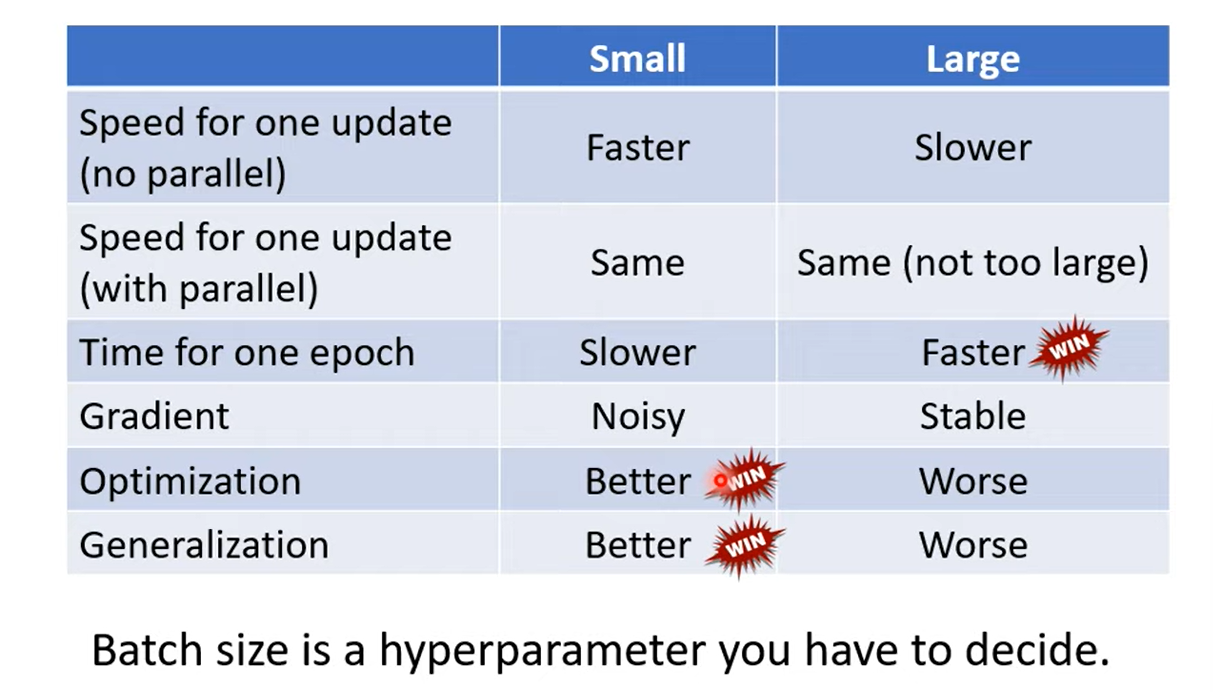 Small Large
Speed for one update
(no parallel)
Faster Slower
Speed for one update
(with parallel)
Same Same (not too large)
Time for one epoch Slower Faster WIN
Gradient Noisy Stable
Optimization Better WIN Worse
Generalization Better WIN Worse
Batch size is a hyperparameter you have to decide.